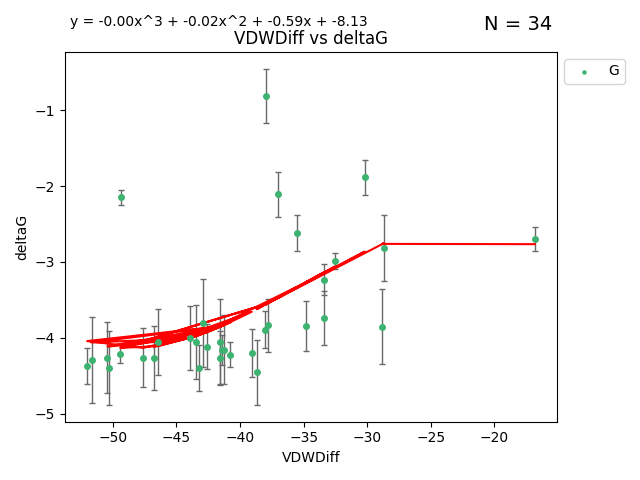 y = -0.00x^3 + -0.02x^2 + -0.59x + -8.13
N = 34
VDWDiff vs deltaG
G
−1
−2
−3
−4
−5
deltaG
−50 −45 −40 −35 −30 −25 −20
VDWDiff